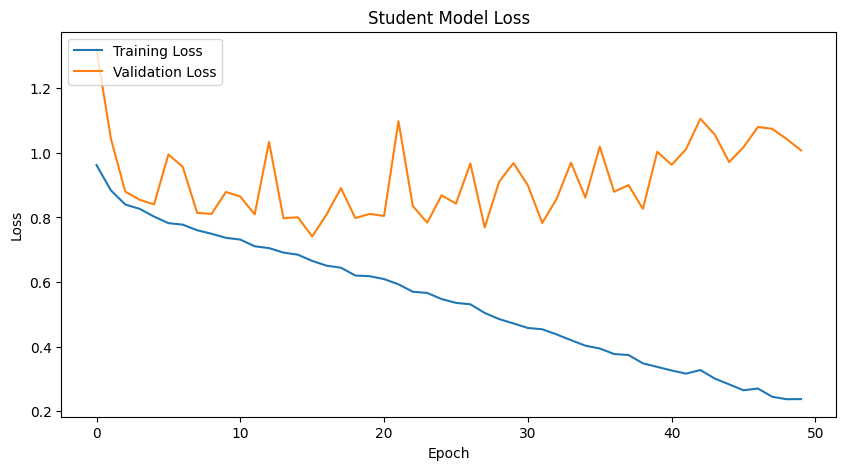 Student Model Loss
Training Loss
Validation Loss
Loss
1.2
1.0
0.8
0.6
0.4
0.2
0 10 20 30 40 50
Epoch